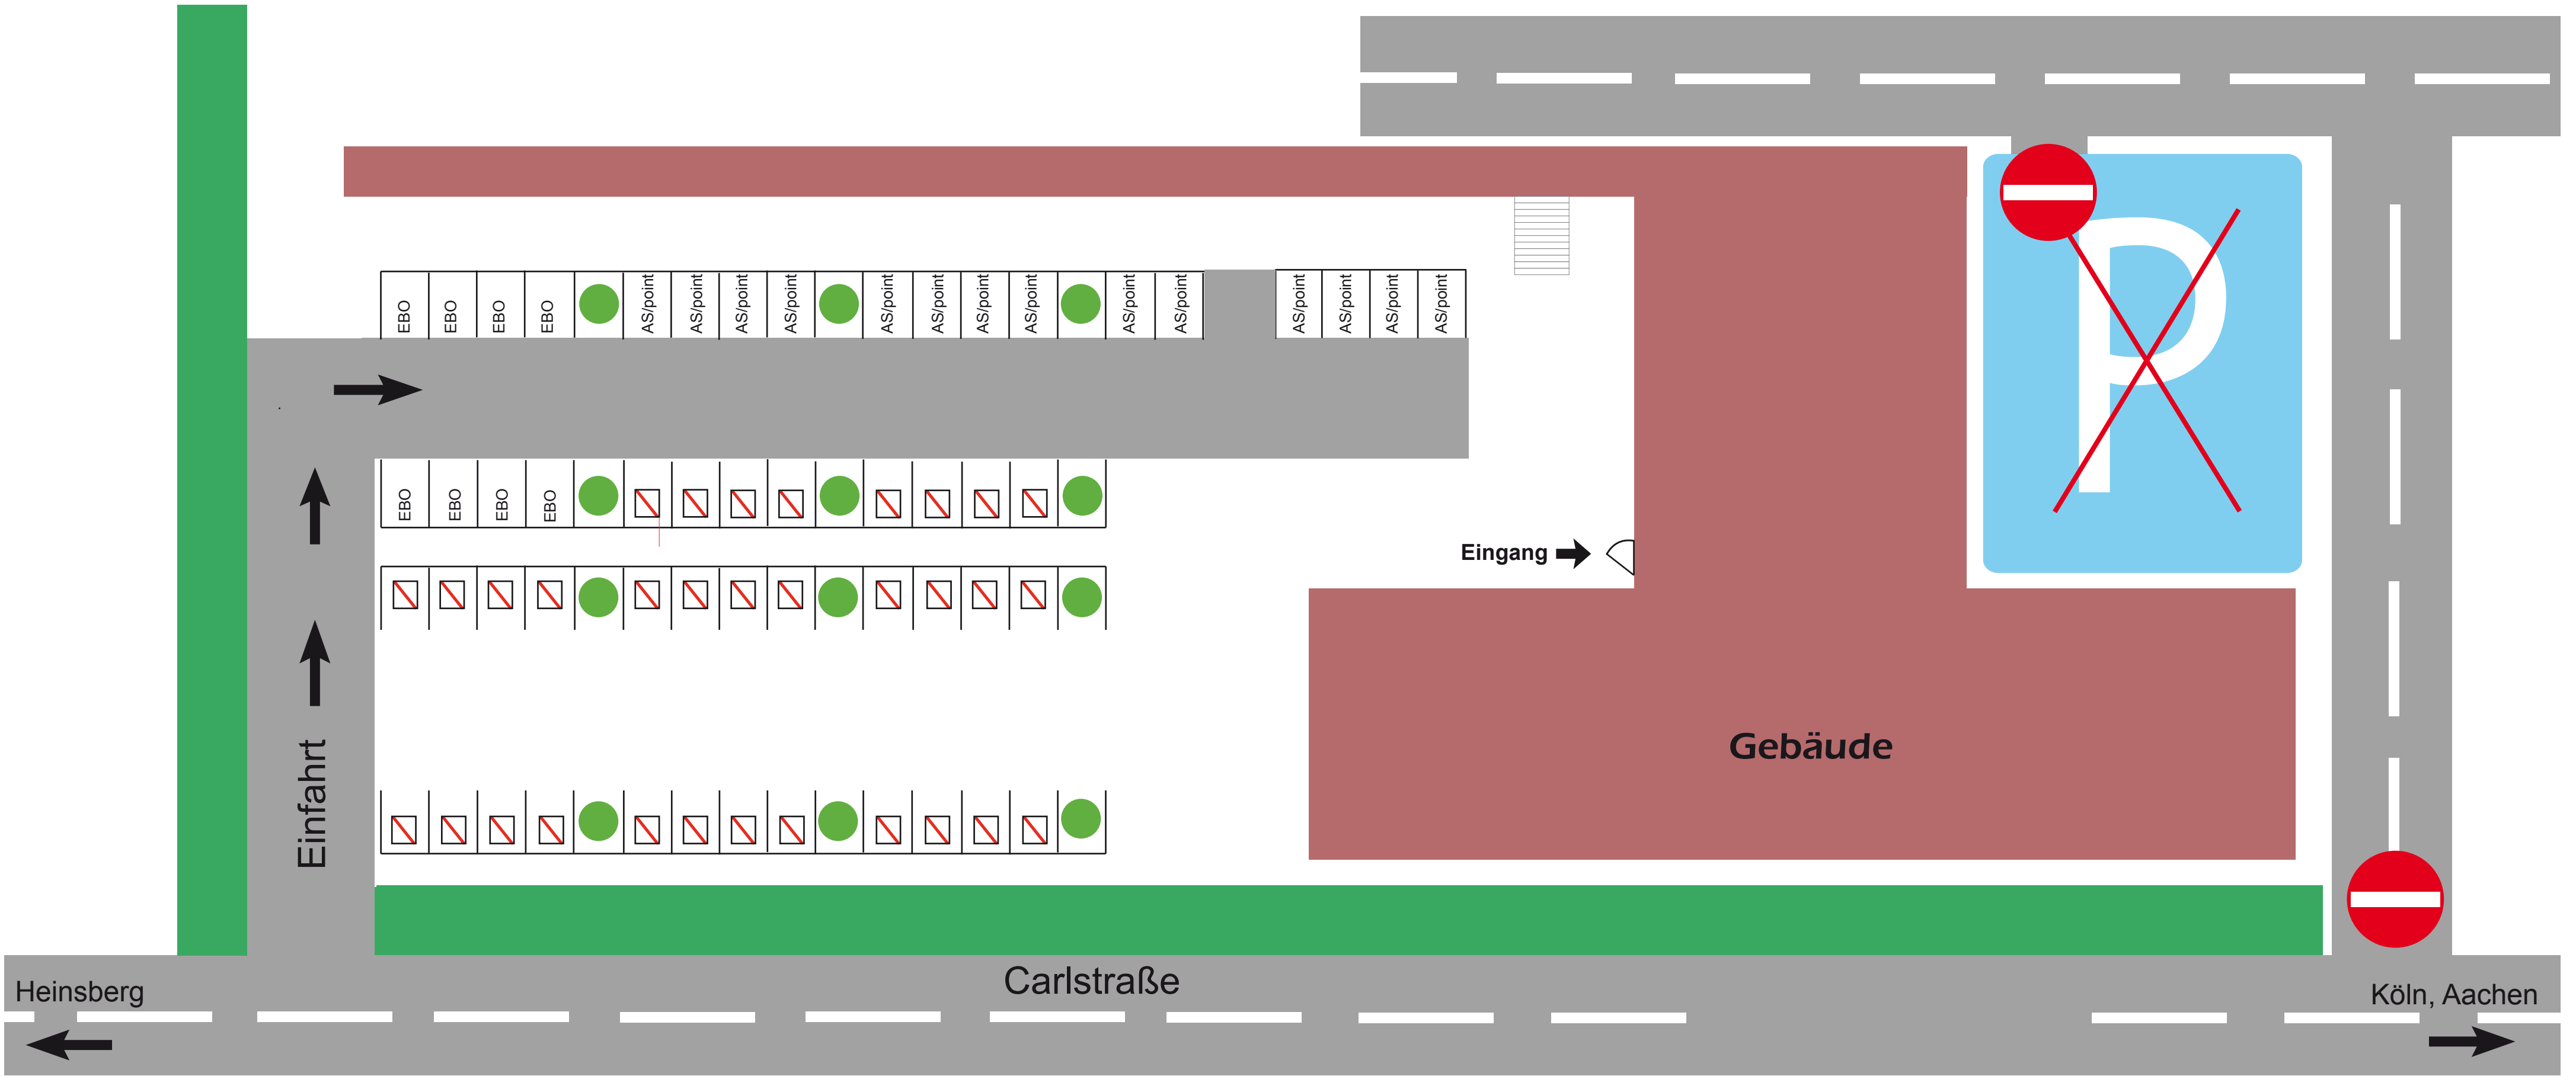 EBO
EBO
EBO
EBO
AS/point
AS/point
AS/point
AS/point
AS/point
AS/point
AS/point
AS/point
AS/point
AS/point
AS/point
AS/point
AS/point
AS/point
P
EBO
EBO
EBO
EBO
Eingang
Gebäude
Einfahrt
Carlstraße
Heinsberg
Köln, Aachen